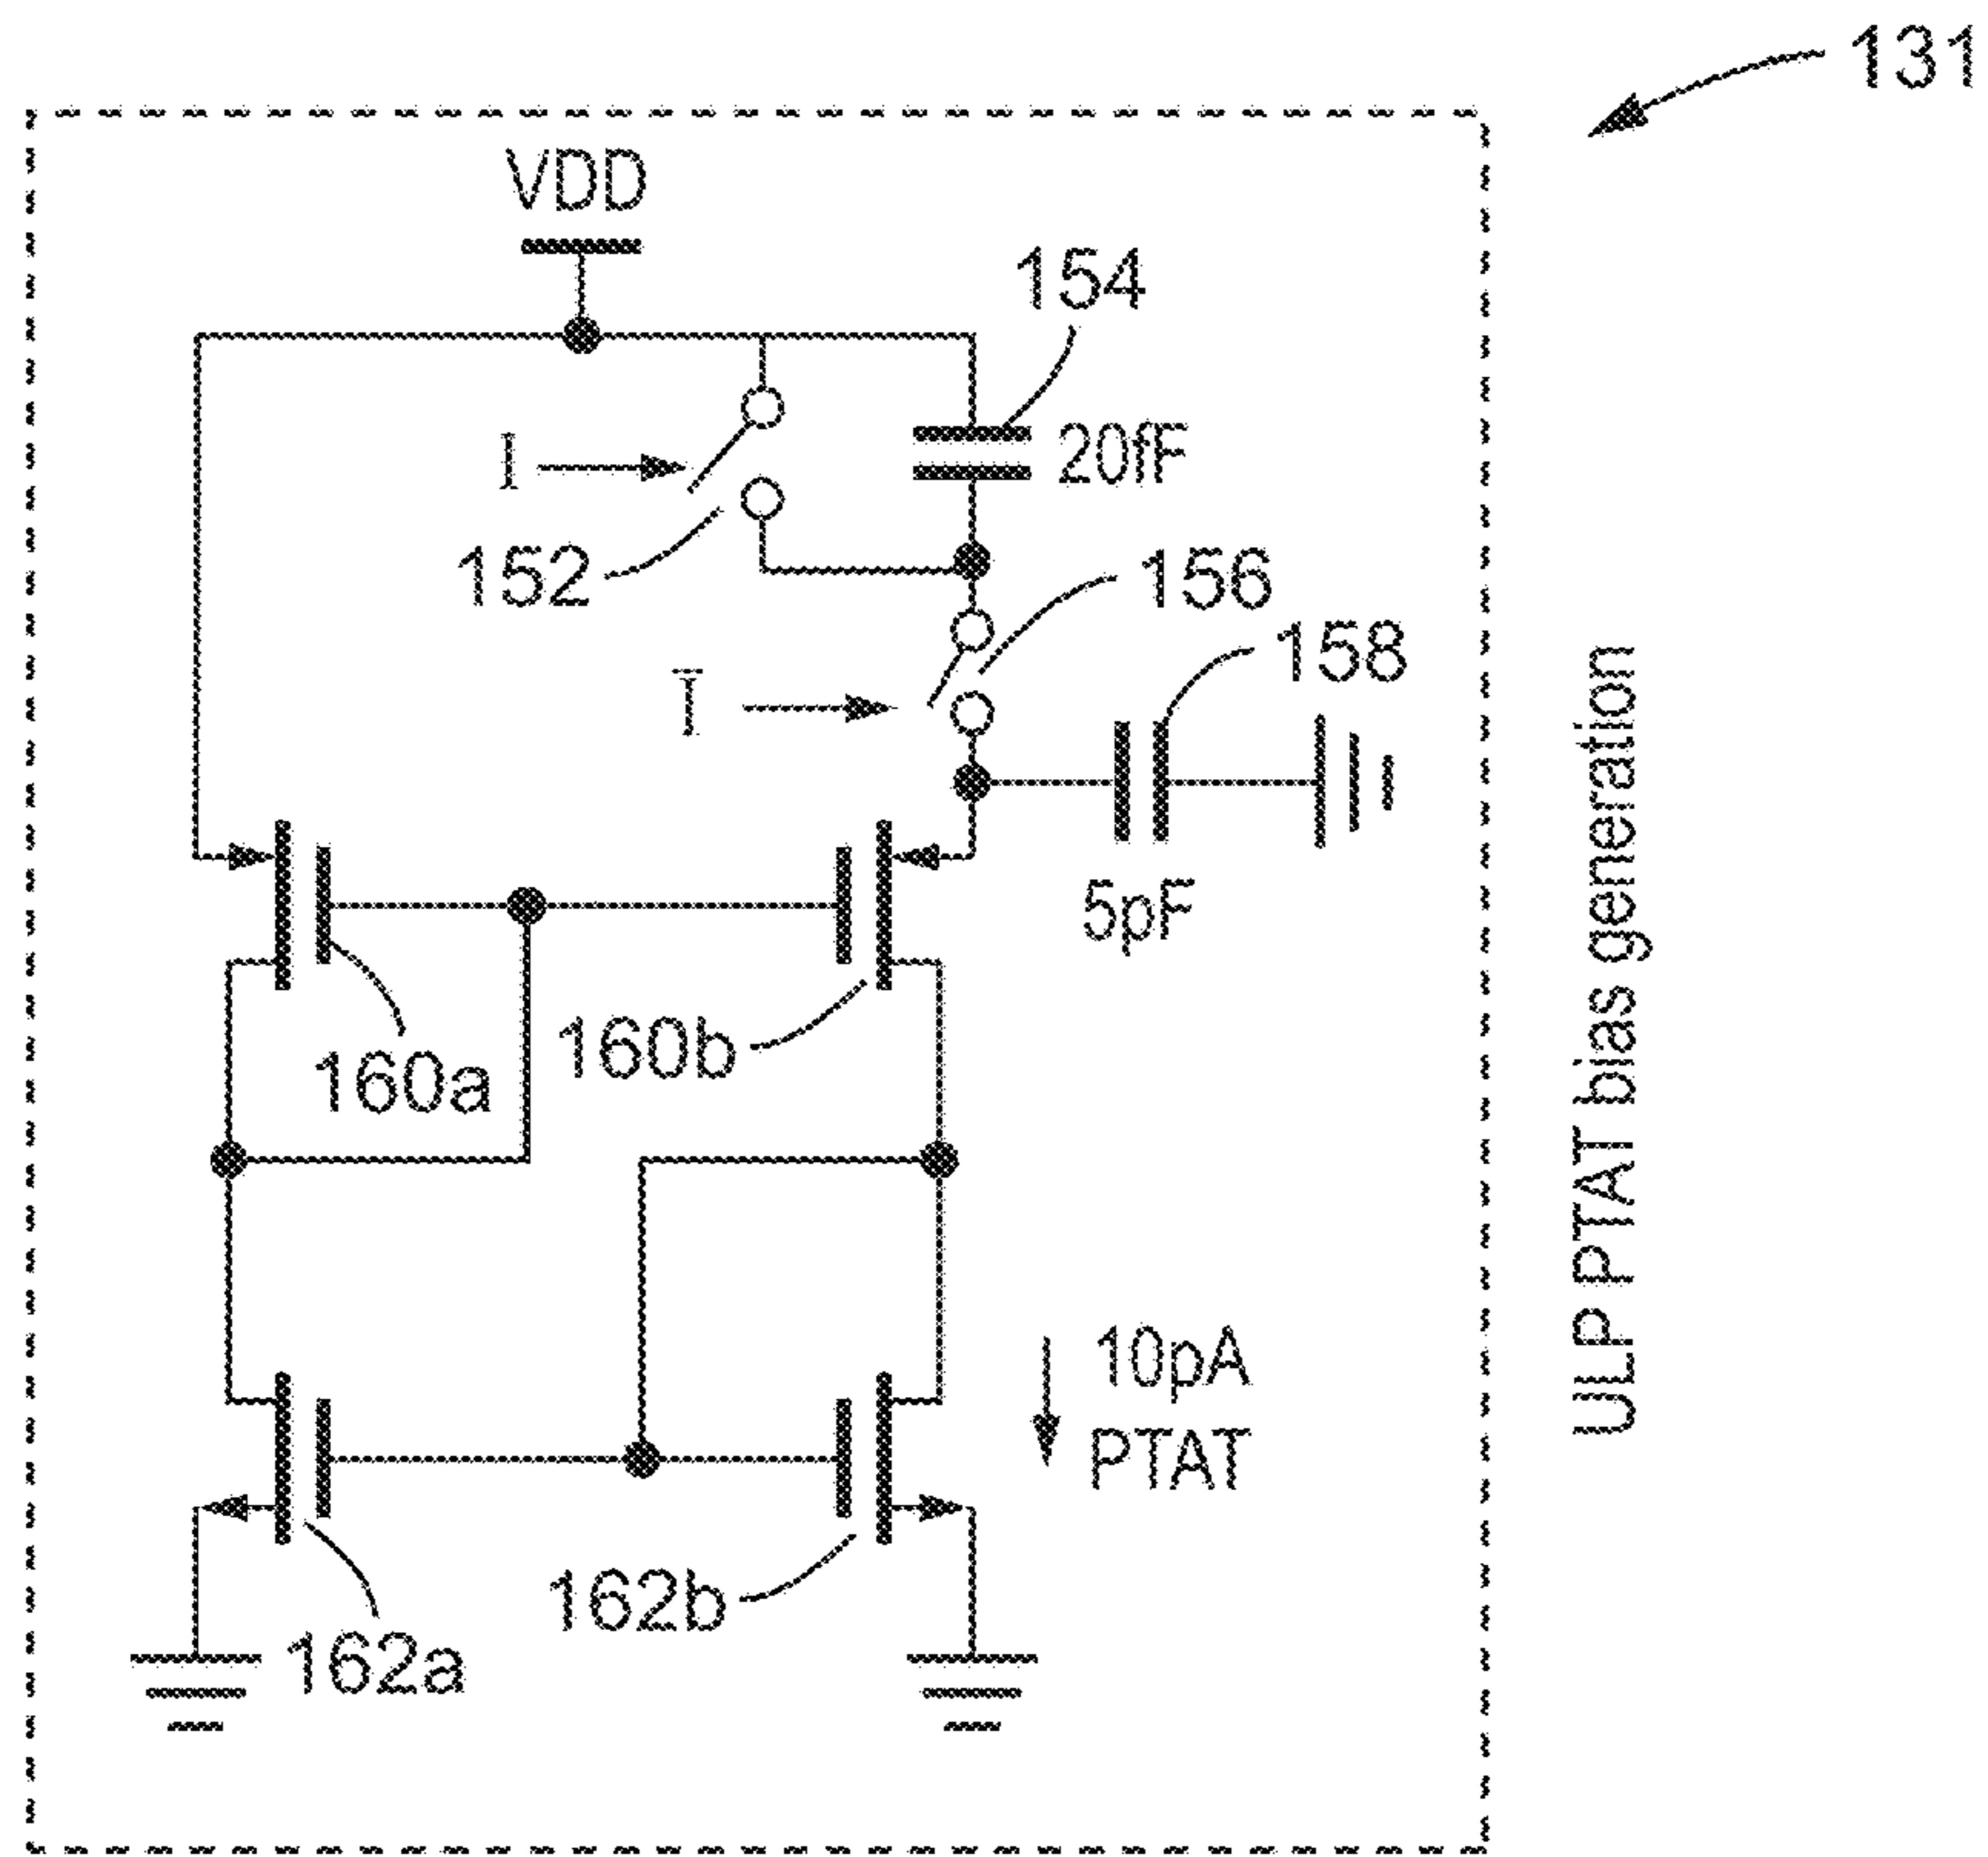 131
VDD
154
I
20fF
152
156
158
Ī
5pF
160b
160a
10pA
PTAT
162b
162a
ULP PTAT bias generation